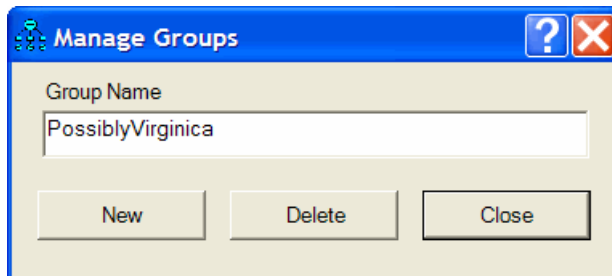 Manage Groups ?
Group Name
PossiblyVirginica
New Delete Close